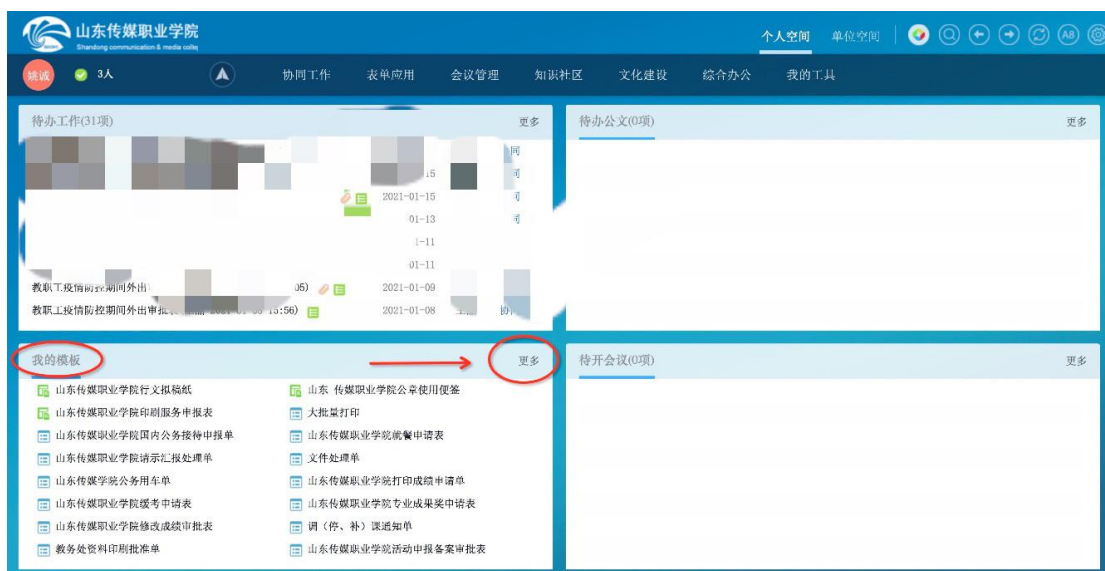 山东传媒职业学院
Shandong communication & media colleg
个人空间 单位空间
A8
姚诚 3人 协同工作 表单应用 会议管理 知识社区 文化建设 综合办公 我的工具
待办工作(31项) 更多
同
15
2021-01-15
01-13
1-11
01-11
教职工疫情防控期间外出 05) 2021-01-09
教职工疫情防控期间外出审批 15:56) 2021-01-08
待办公文(0项) 更多
我的模板 更多
山东传媒职业学院行文拟稿纸
山东 传媒职业学院公章使用便签
山东传媒职业学院印刷服务申报表
大批量打印
山东传媒职业学院国内公务接待申报单
山东传媒职业学院就餐申请表
山东传媒职业学院请示汇报处理单
文件处理单
山东传媒学院公务用车单
山东传媒职业学院打印成绩申请单
山东传媒职业学院缓考申请表
山东传媒职业学院专业成果奖申请表
山东传媒职业学院修改成绩审批表
调（停、补）课通知单
教务处资料印刷批准单
山东传媒职业学院活动申报备案审批表
待开会议(0项) 更多